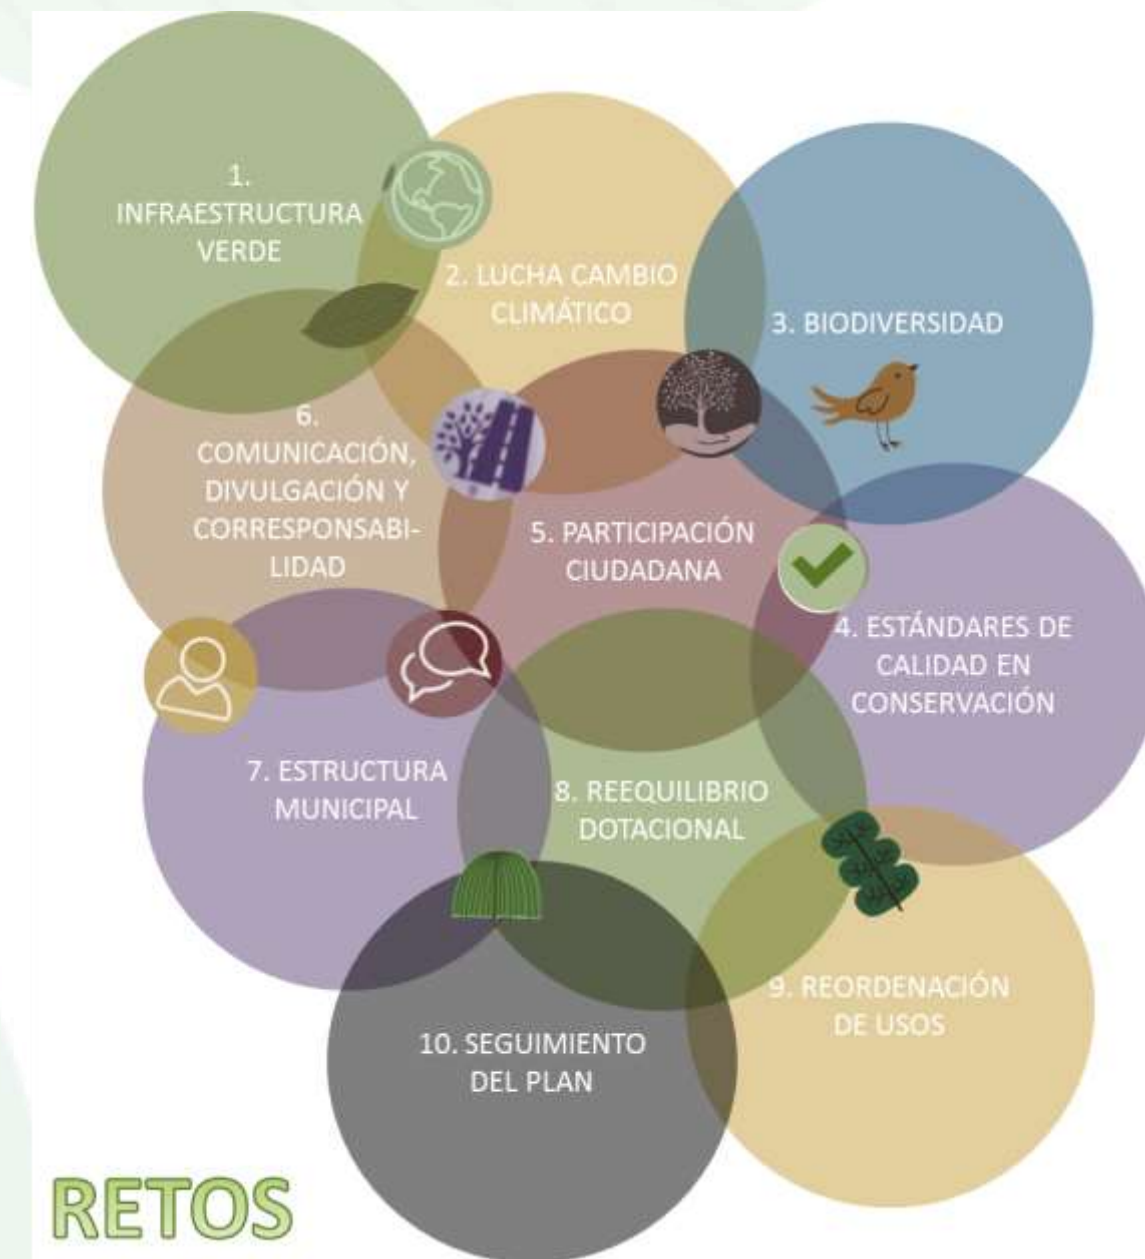 1.
INFRAESTRUCTURA
VERDE
2. LUCHA CAMBIO
CLIMÁTICO
3. BIODIVERSIDAD
6.
COMUNICACIÓN,
DIVULGACIÓN Y
CORRESPONSABI-
LIDAD
5. PARTICIPACIÓN
CIUDADANA
4. ESTÁNDARES DE
CALIDAD EN
CONSERVACIÓN
7. ESTRUCTURA
MUNICIPAL
8. REEQUILIBRIO
DOTACIONAL
9. REORDENACIÓN
DE USOS
10. SEGUIMIENTO
DEL PLAN
RETOS